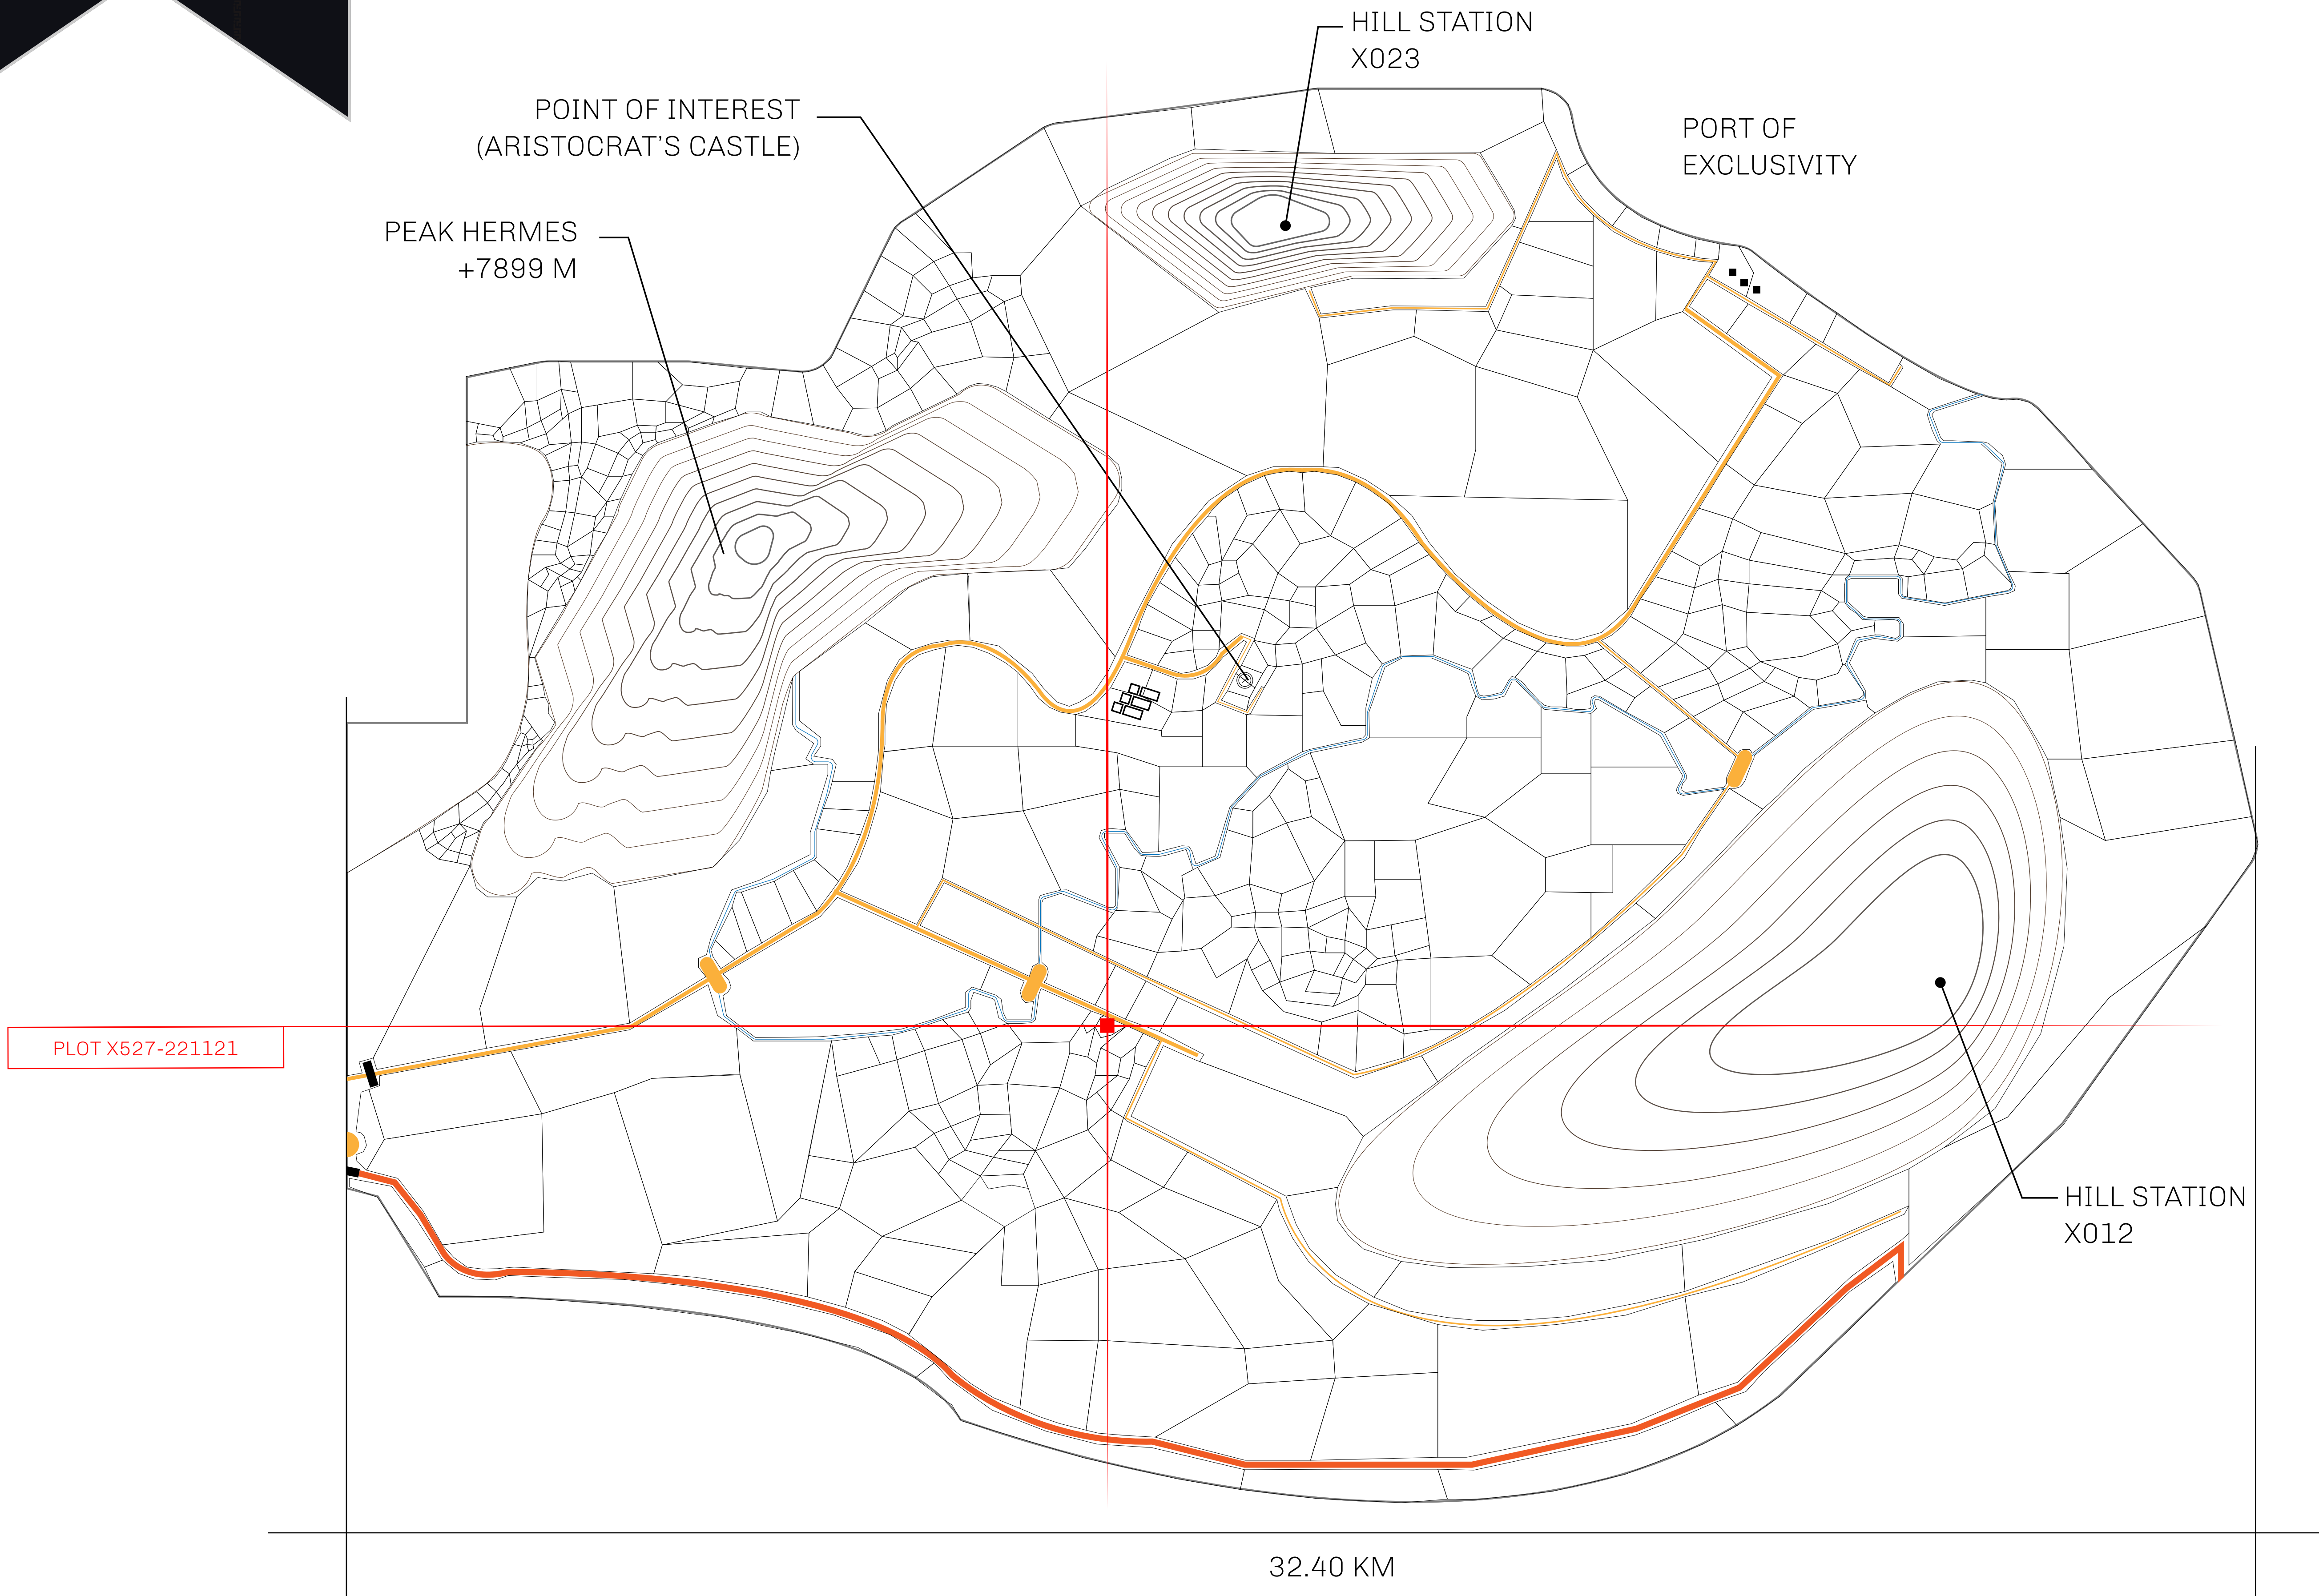 HILL STATION
X023
POINT OF INTEREST
(ARISTOCRAT'S CASTLE)
PORT OF
EXCLUSIVITY
PEAK HERMES
+7899 M
PLOT X527-221121
HILL STATION
X012
32.40 KM